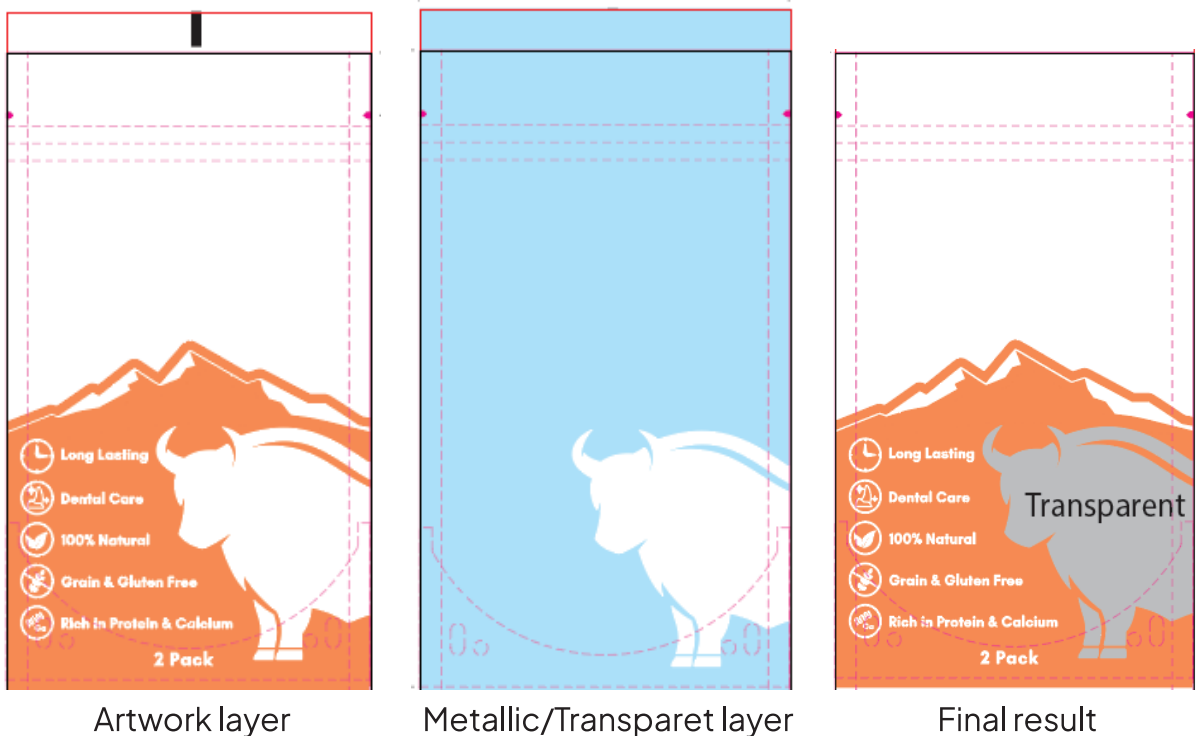 Long Lasting
Dental Care
100% Natural
Grain & Gluten Free
Rich in Protein & Calcium
2 Pack
Artwork layer
Metallic/Transparet layer
Long Lasting
Dental Care
100% Natural
Grain & Gluten Free
Rich in Protein & Calcium
2 Pack
Transparent
Final result